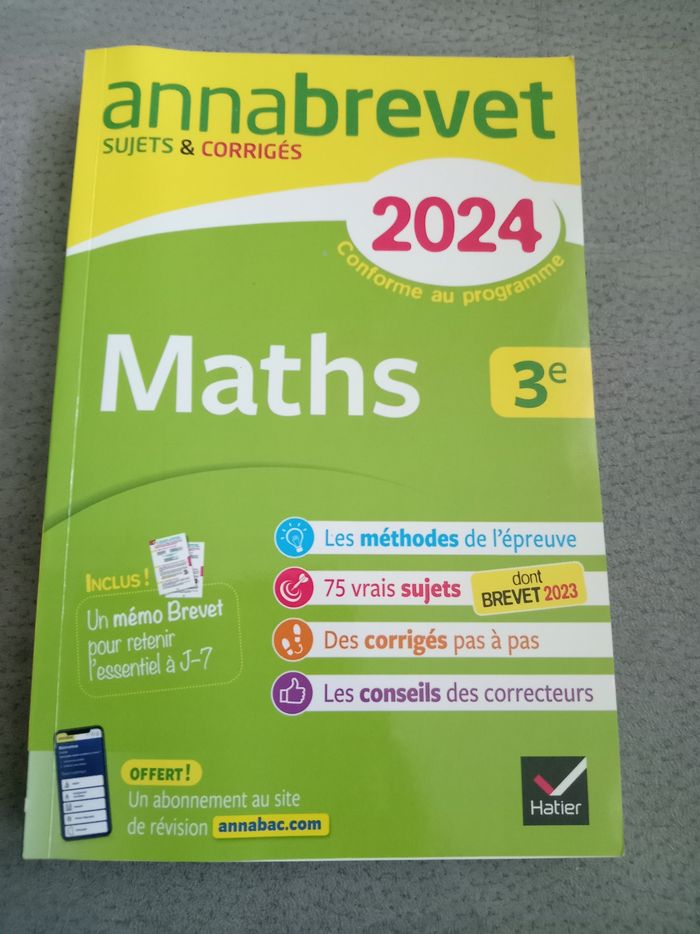 annabrevet
SUJETS & CORRIGÉS
2024
Conforme au programme
Maths
3e
Les méthodes de l'épreuve
75 vrais sujets
dont
BREVET 2023
Des corrigés pas à pas
Les conseils des correcteurs
INCLUS !
Un mémo Brevet
pour retenir
l'essentiel à J-7
OFFERT !
Un abonnement au site
de révision annabac.com
Hatier